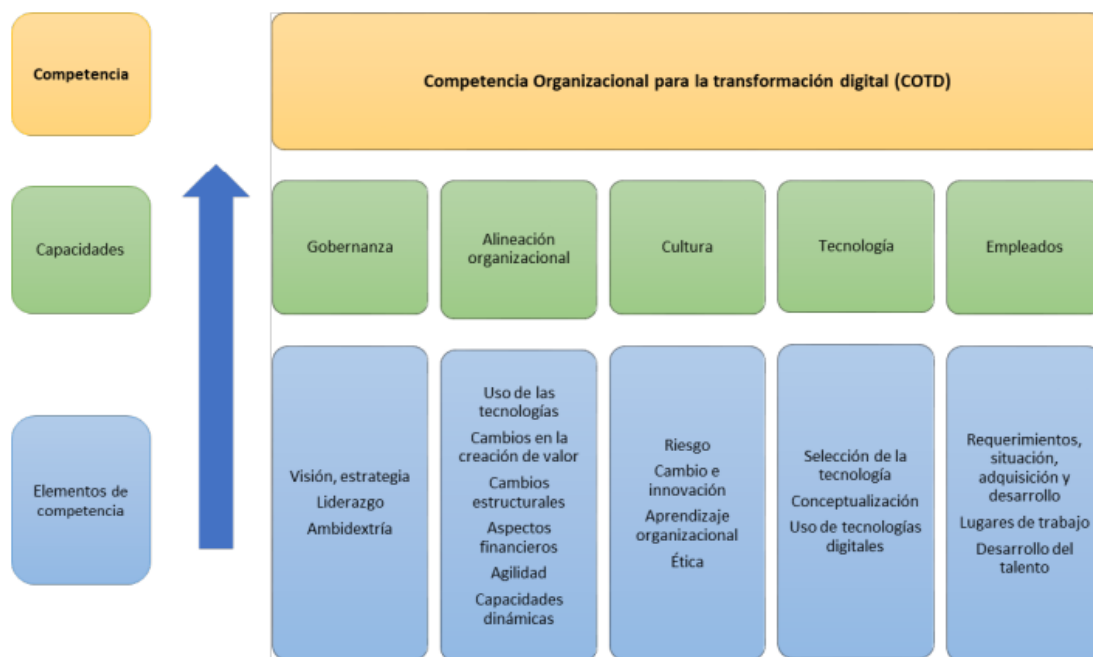 Competencia
Competencia Organizacional para la transformación digital (COTD)
Capacidades
Gobernanza
Alineación
organizacional
Cultura
Tecnología
Empleados
Elementos de
competencia
Visión, estrategia
Liderazgo
Ambidextría
Uso de las
tecnologías
Cambios en la
creación de valor
Cambios
estructurales
Aspectos
financieros
Agilidad
Capacidades
dinámicas
Riesgo
Cambio e
innovación
Aprendizaje
organizacional
Ética
Selección de la
tecnología
Conceptualización
Uso de tecnologías
digitales
Requerimientos,
situación,
adquisición y
desarrollo
Lugares de trabajo
Desarrollo del
talento